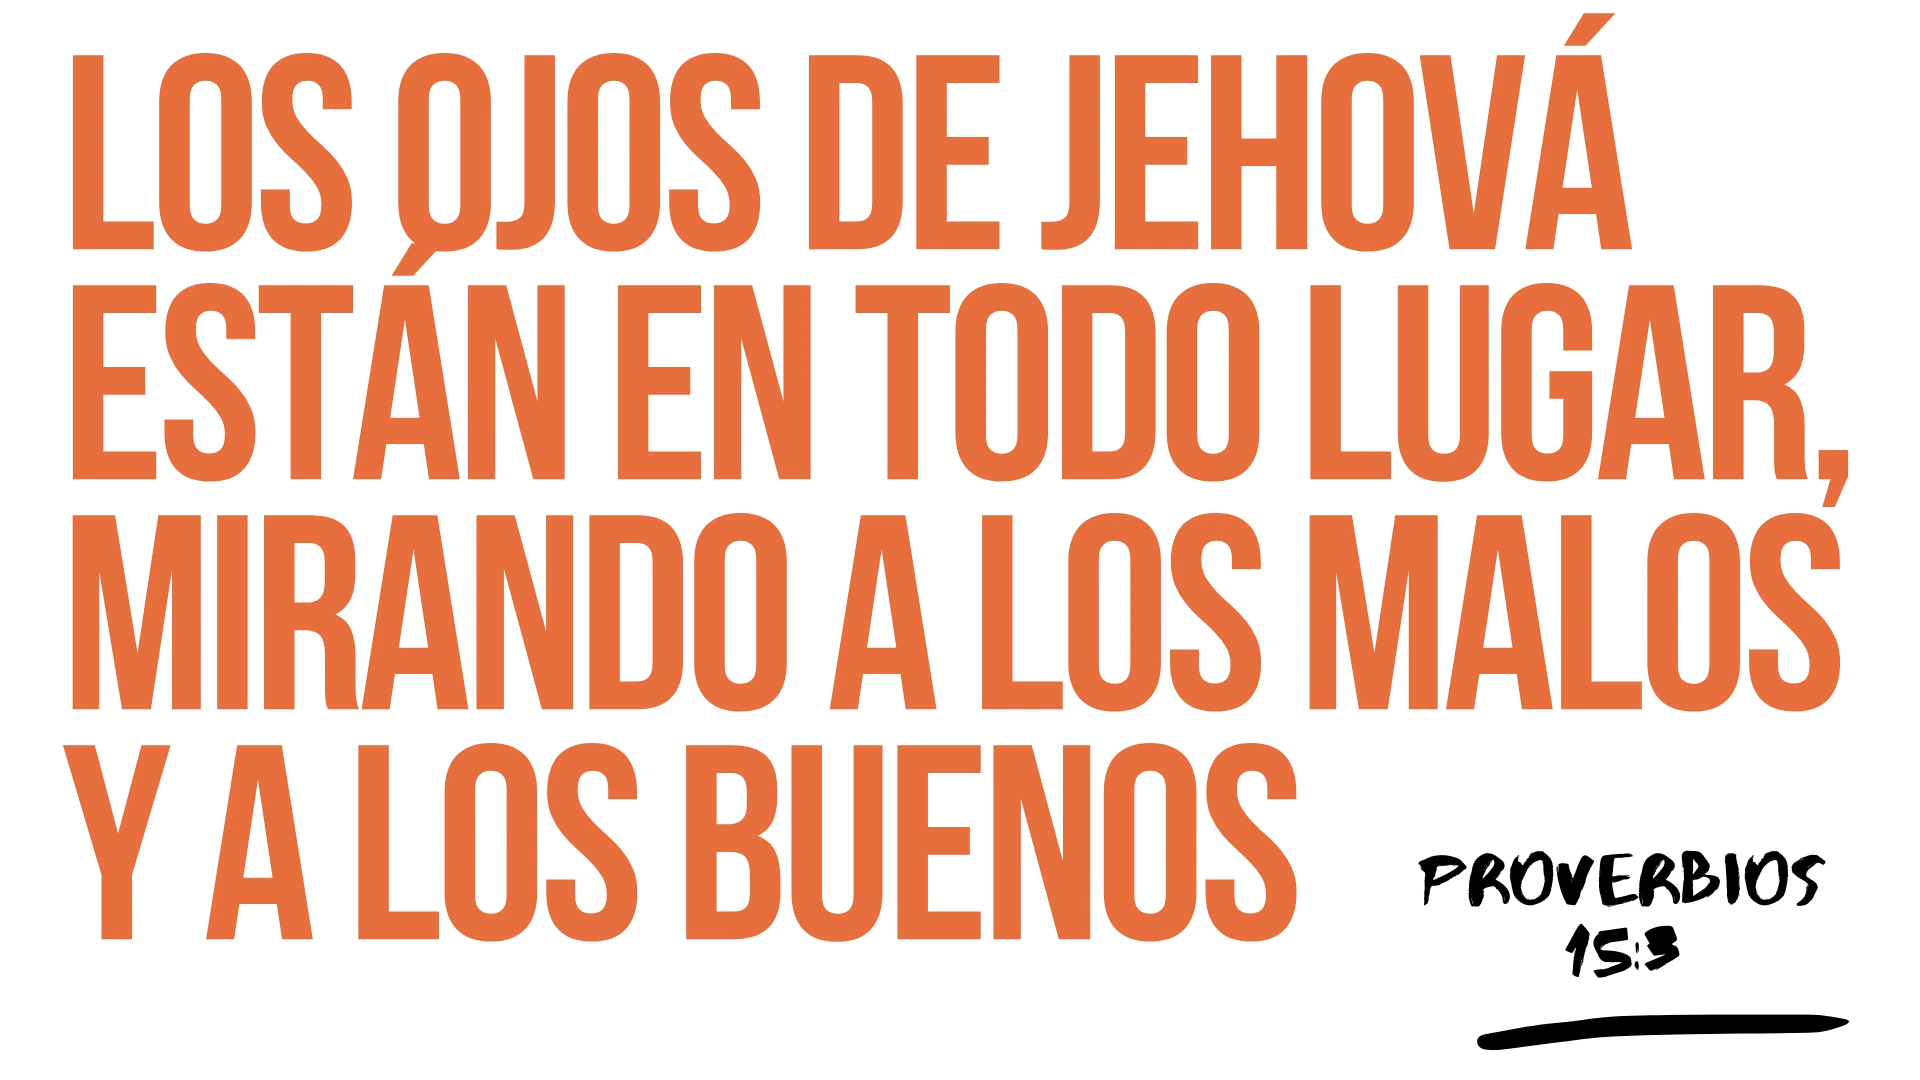 LOS OJOS DE JEHOVÁ
ESTÁN EN TODO LUGAR,
MIRANDO A LOS MALOS
Y A LOS BUENOS
PROVERBIOS
15:3